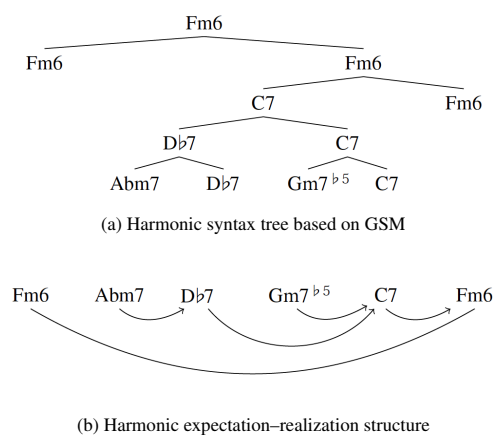 Fm6
Fm6 Fm6
C7 Fm6
D♭7 C7
Abm7 D♭7 Gm7♭5 C7
(a) Harmonic syntax tree based on GSM
Fm6 Abm7 D♭7 Gm7♭5 C7 Fm6
(b) Harmonic expectation–realization structure